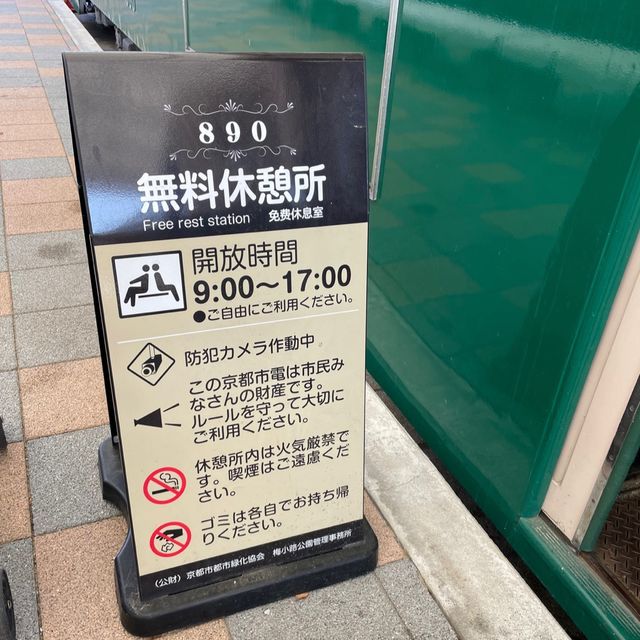 890
無料休憩所
Free rest station 免费休息室
開放時間
9:00〜17:00
●ご自由にご利用ください。
防犯カメラ作動中
この京都市電は市民み
なさんの財産です。
ルールを守って大切に
ご利用ください。
休憩所内は火気厳禁で
す。喫煙はご遠慮くだ
さい。
ゴミは各自でお持ち帰
りください。
(公財)京都市都市緑化協会 梅小路公園管理事務所